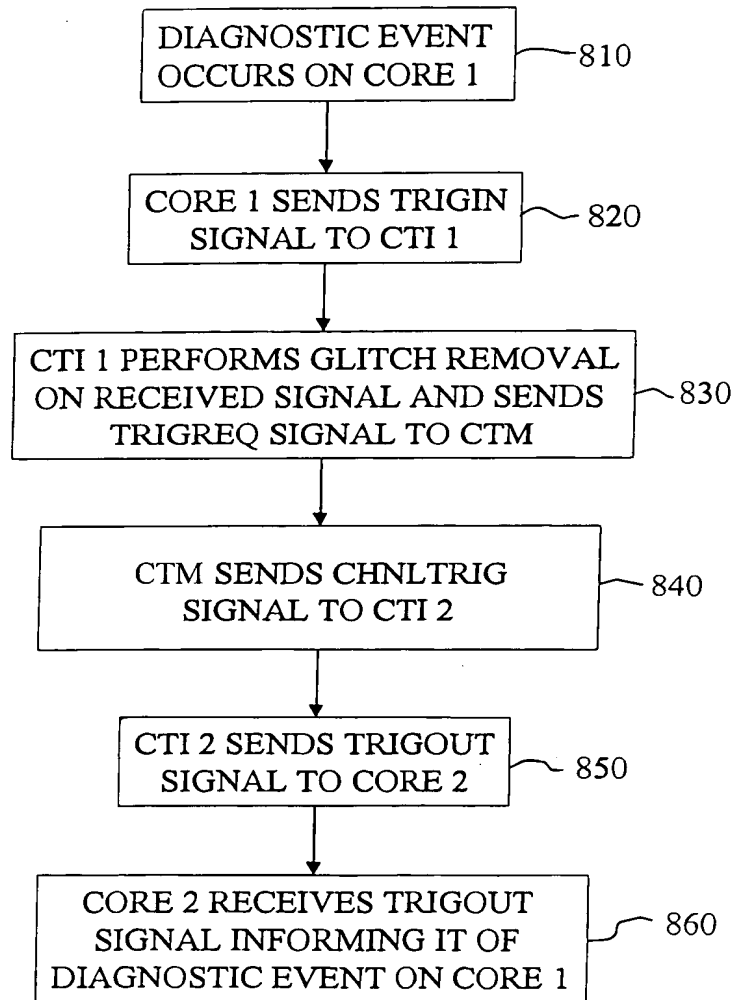 DIAGNOSTIC EVENT
OCCURS ON CORE 1
810
CORE 1 SENDS TRIGIN
SIGNAL TO CTI 1
820
CTI 1 PERFORMS GLITCH REMOVAL
ON RECEIVED SIGNAL AND SENDS
TRIGREQ SIGNAL TO CTM
830
CTM SENDS CHNLTRIG
SIGNAL TO CTI 2
840
CTI 2 SENDS TRIGOUT
SIGNAL TO CORE 2
850
CORE 2 RECEIVES TRIGOUT
SIGNAL INFORMING IT OF
DIAGNOSTIC EVENT ON CORE 1
860